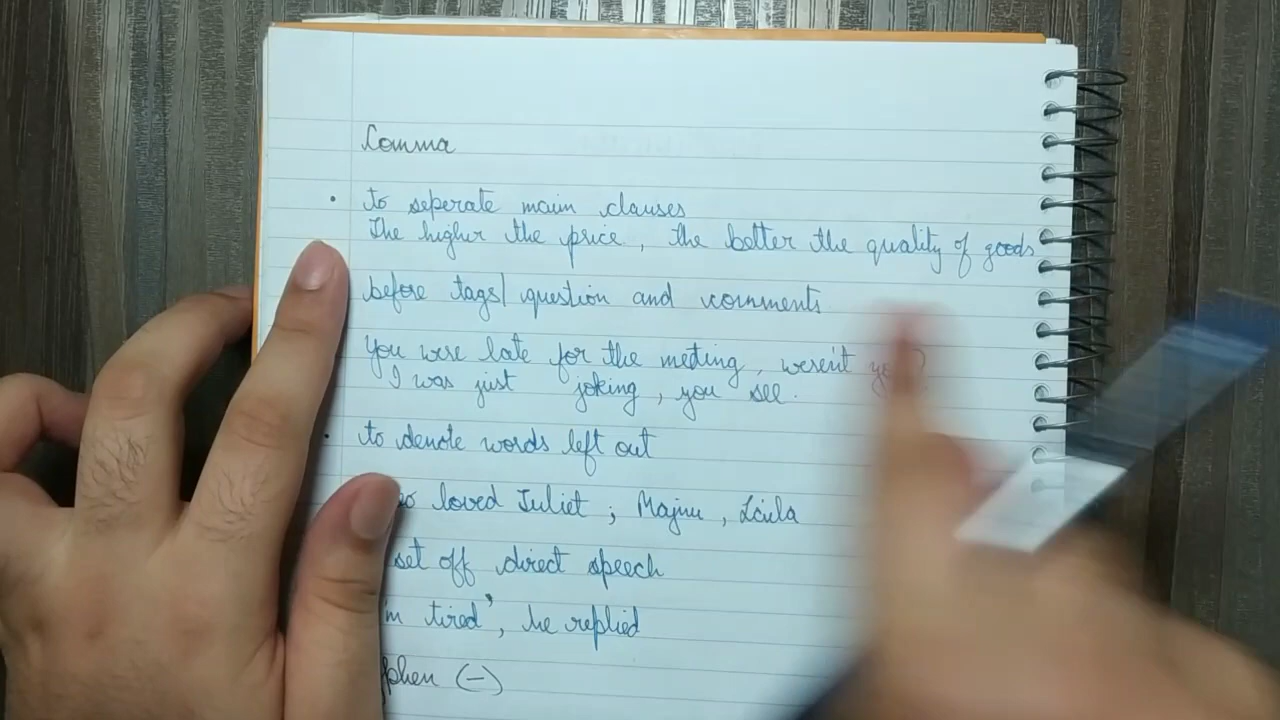 Comma
• to seperate main clauses
The higher the price, the better the quality of goods
before tags/ question and comments
You were late for the meeting, weren't
I was just joking, you see.
• to denote words left out
loved Juliet ; Majnu, Laila
set off direct speech
tired', he replied
(-)